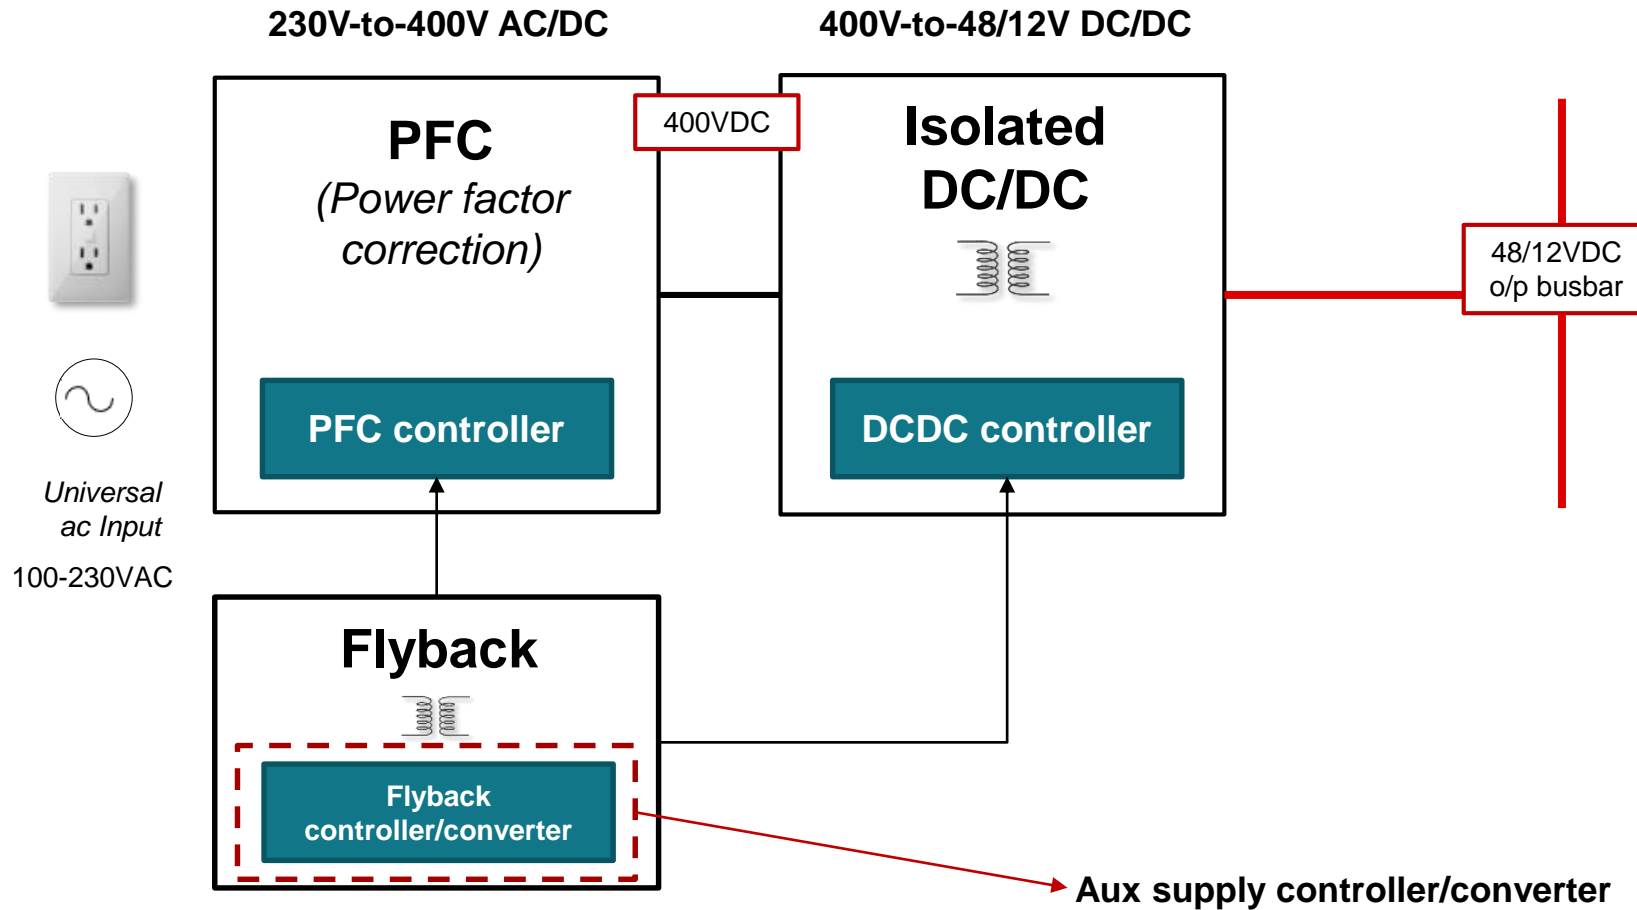 230V-to-400V AC/DC
400V-to-48/12V DC/DC
PFC
(Power factor
correction)
400VDC
Isolated
DC/DC
48/12VDC
o/p busbar
PFC controller
DCDC controller
Universal
ac Input
100-230VAC
Flyback
Flyback
controller/converter
Aux supply controller/converter